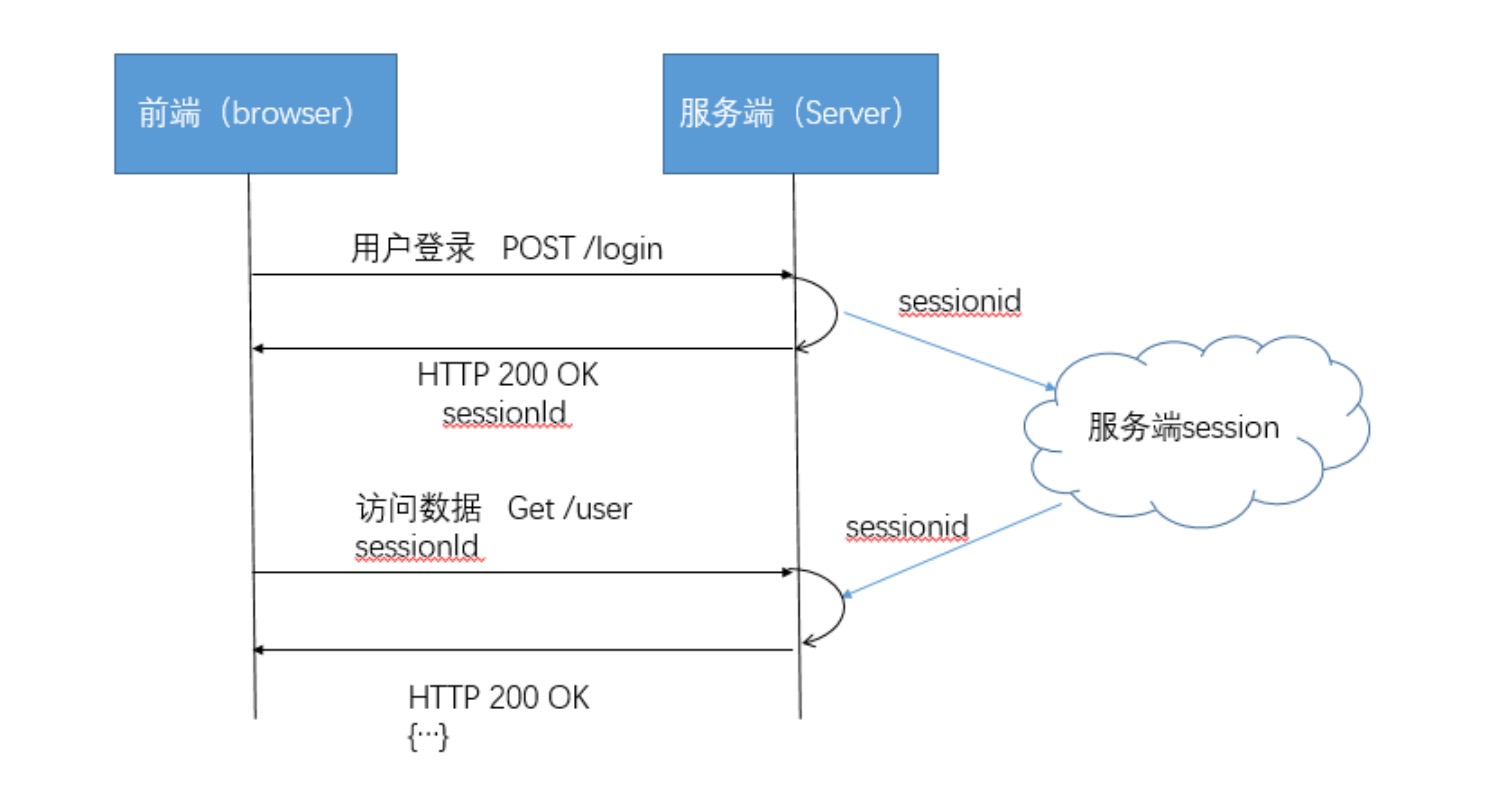 前端（browser）
服务端（Server）
用户登录 POST /login
sessionid
HTTP 200 OK
sessionId
服务端session
访问数据 Get /user
sessionId
sessionid
HTTP 200 OK
{···}